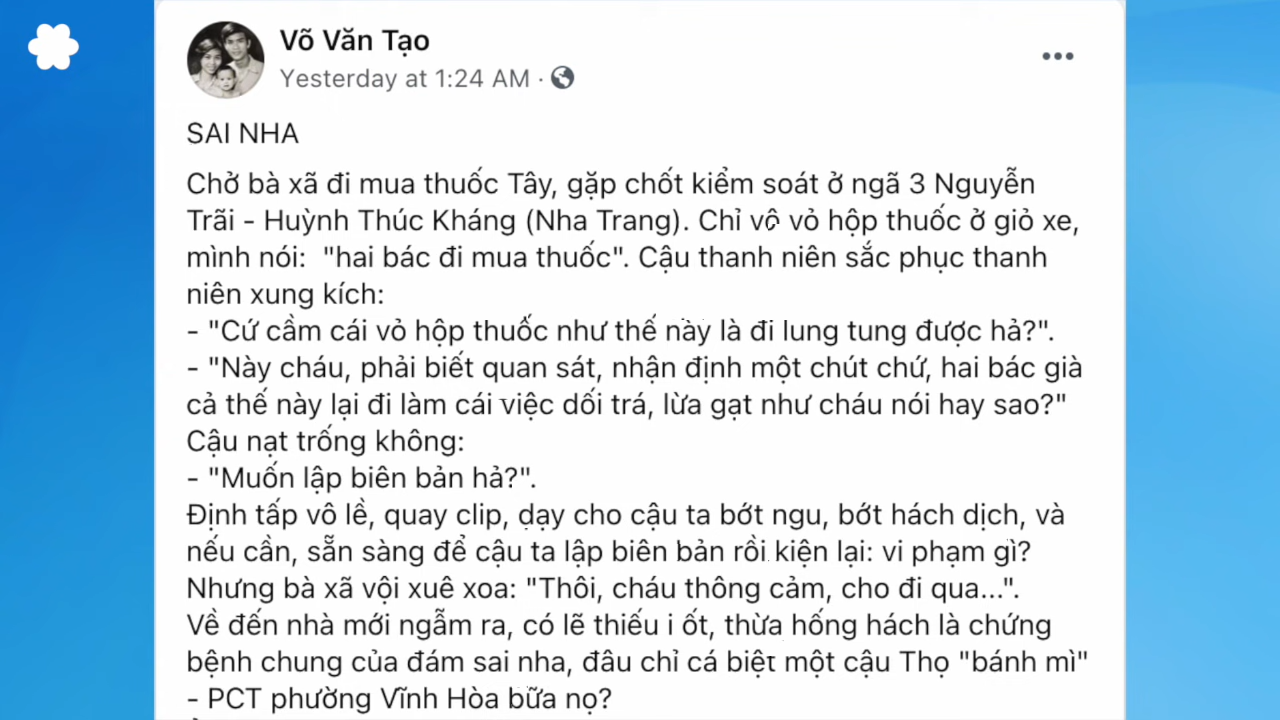 Võ Văn Tạo
Yesterday at 1:24 AM ·
SAI NHA
Chở bà xã đi mua thuốc Tây, gặp chốt kiểm soát ở ngã 3 Nguyễn
Trãi - Huỳnh Thúc Kháng (Nha Trang). Chỉ vô vỏ hộp thuốc ở giỏ xe,
mình nói: "hai bác đi mua thuốc". Cậu thanh niên sắc phục thanh
niên xung kích:
- "Cứ cầm cái vỏ hộp thuốc như thế này là đi lung tung được hả?".
- "Này cháu, phải biết quan sát, nhận định một chút chứ, hai bác già
cả thế này lại đi làm cái việc dối trá, lừa gạt như cháu nói hay sao?"
Cậu nạt trống không:
- "Muốn lập biên bản hả?".
Định tấp vô lề, quay clip, dạy cho cậu ta bớt ngu, bớt hách dịch, và
nếu cần, sẵn sàng để cậu ta lập biên bản rồi kiện lại: vi phạm gì?
Nhưng bà xã vội xuê xoa: "Thôi, cháu thông cảm, cho đi qua...".
Về đến nhà mới ngẫm ra, có lẽ thiếu i ốt, thừa hống hách là chứng
bệnh chung của đám sai nha, đâu chỉ cá biệt một cậu Thọ "bánh mì"
- PCT phường Vĩnh Hòa bữa nọ?